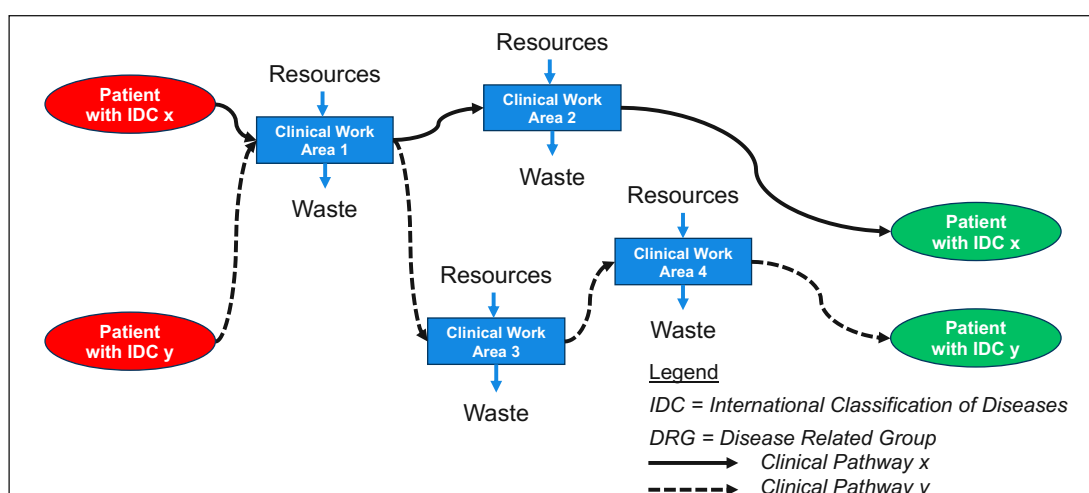 Resources
Patient
with IDC x
Resources
Clinical Work
Area 2
Clinical Work
Area 1
Waste
Waste
Resources
Patient
with IDC x
Clinical Work
Area 4
Resources
Patient
with IDC y
Clinical Work
Area 3
Waste
Patient
with IDC y
Waste
Legend
IDC = International Classification of Diseases
DRG = Disease Related Group
Clinical Pathway x
Clinical Pathway y